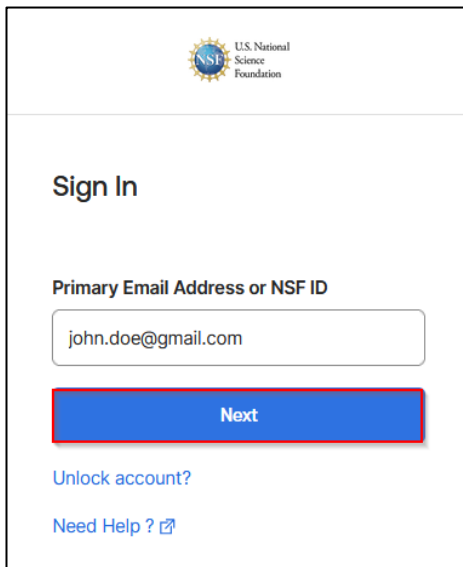 NSF
U.S. National
Science
Foundation
Sign In
Primary Email Address or NSF ID
john.doe@gmail.com
Next
Unlock account?
Need Help ?